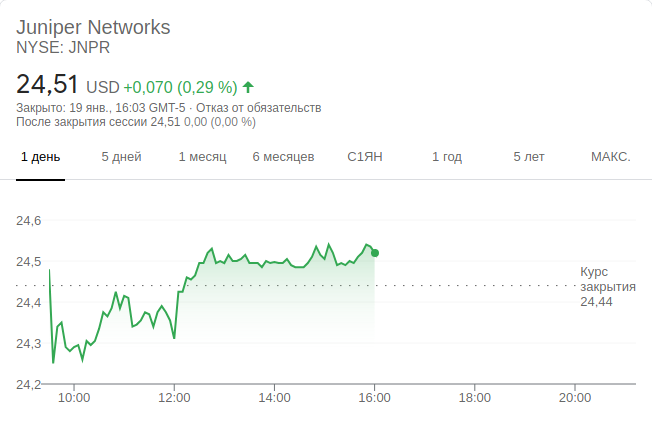 Juniper Networks
NYSE: JNPR
24,51 USD +0,070 (0,29 %)
Закрыто: 19 янв., 16:03 GMT-5 · Отказ от обязательств
После закрытия сессии 24,51 0,00 (0,00 %)
1 день 5 дней 1 месяц 6 месяцев С1ЯН 1 год 5 лет МАКС.
24,6
24,5
Курс
закрытия
24,44
24,4
24,3
24,2
10:00 12:00 14:00 16:00 18:00 20:00